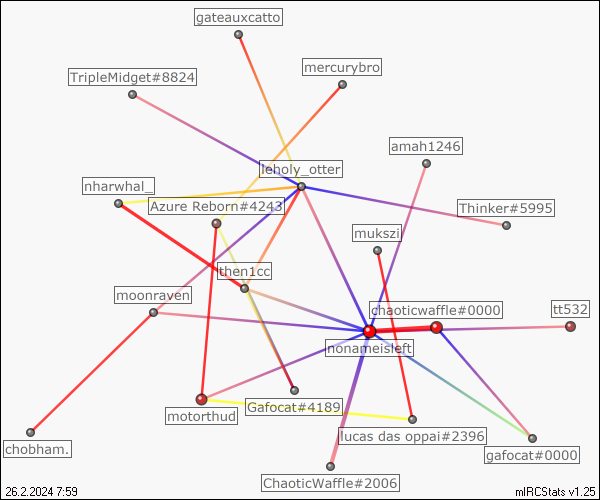 gateauxcatto
mercurybro
TripleMidget#8824
amah1246
leholy_otter
nharwhal_
Azure Reborn#4243
Thinker#5995
mukszi
then1cc
moonraven
chaoticwaffle#0000
tt532
nonameisleft
Gafocat#4189
motorthud
lucas das oppai#2396
chobham.
gafocat#0000
ChaoticWaffle#2006
26.2.2024 7:59
mIRCStats v1.25